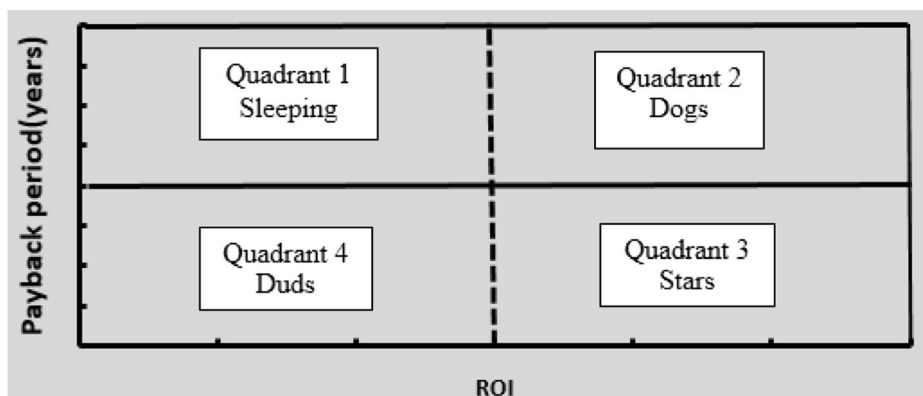 Payback period(years)
Quadrant 1
Sleeping
Quadrant 2
Dogs
Quadrant 4
Duds
Quadrant 3
Stars
ROI